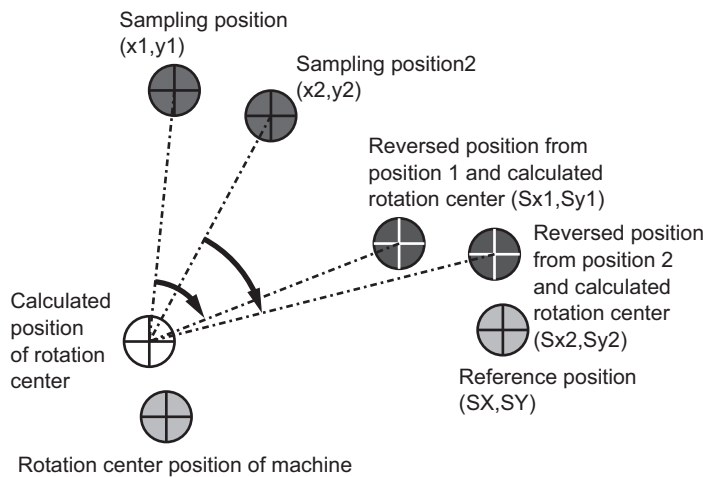 Sampling position
(x1,y1)
Sampling position2
(x2,y2)
Reversed position from
position 1 and calculated
rotation center (Sx1,Sy1)
Reversed position
from position 2
and calculated
rotation center
(Sx2,Sy2)
Calculated
position
of rotation
center
Reference position
(SX,SY)
Rotation center position of machine